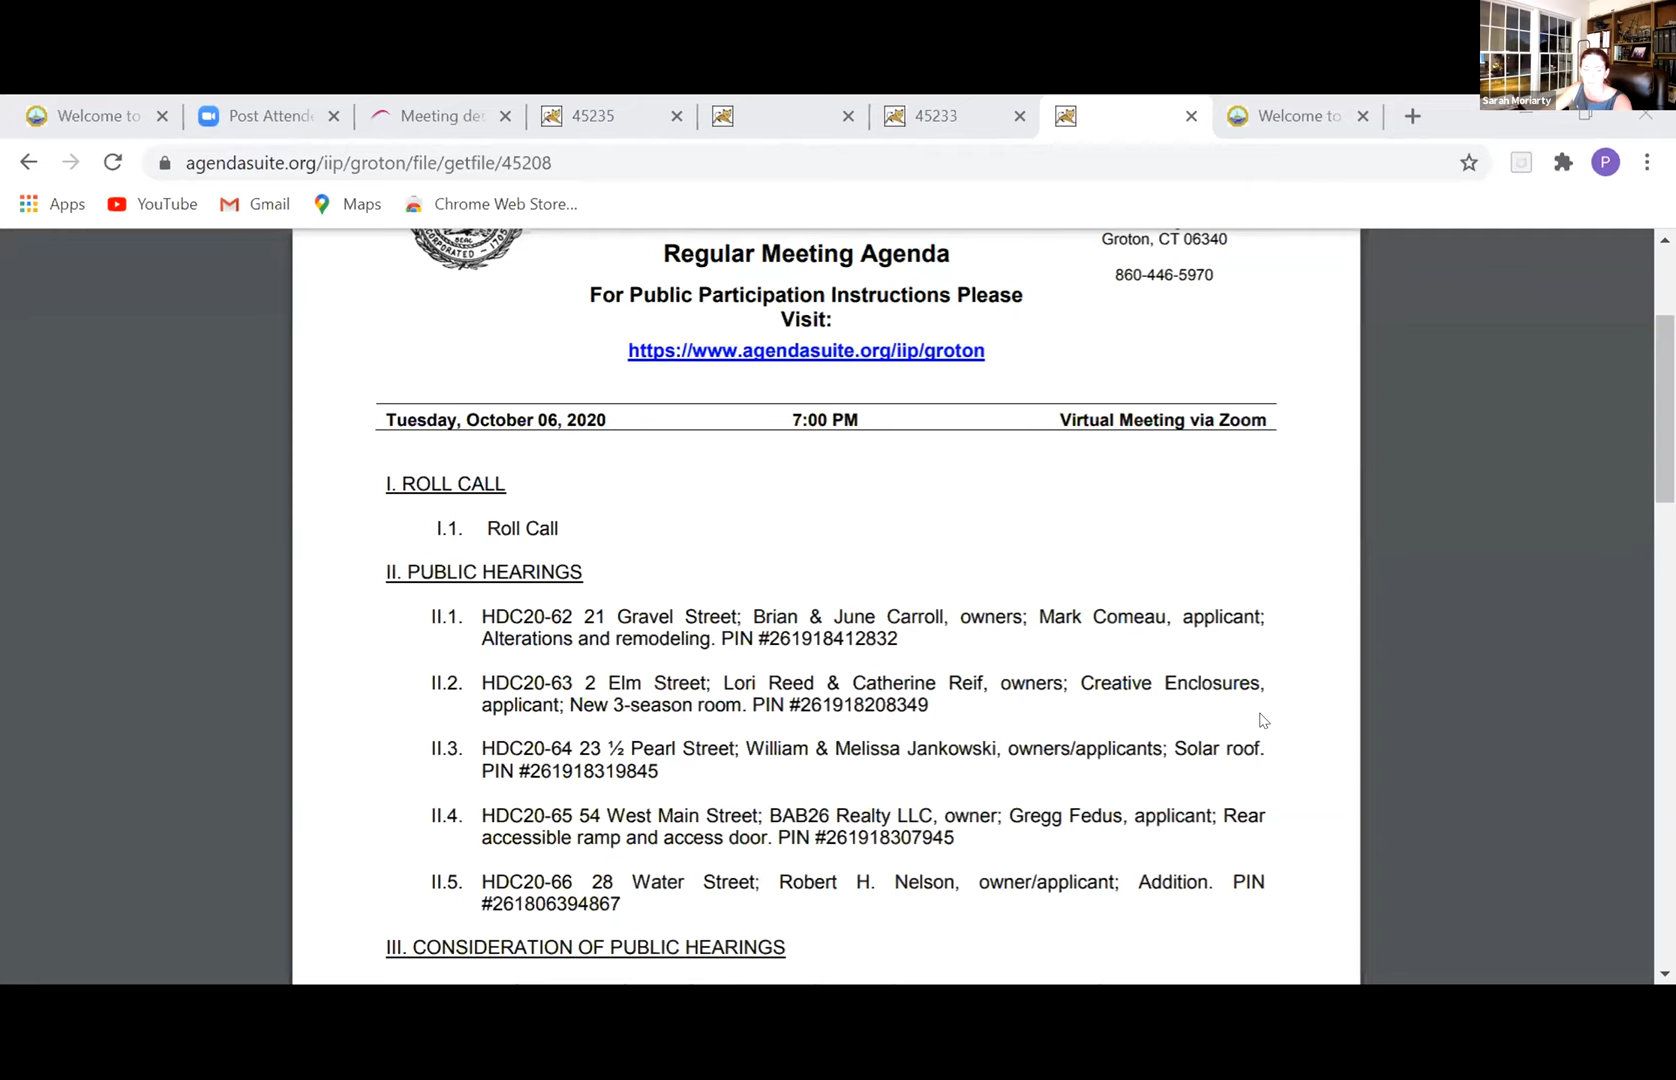 Sarah Moriarty
Welcome to
Post Attende
Meeting det
45235
45233
Welcome to
agendasuite.org/iip/groton/file/getfile/45208
P
Apps
YouTube
Gmail
Maps
Chrome Web Store...
INCORPORATED - 1705
SEAL
Groton, CT 06340
Regular Meeting Agenda
860-446-5970
For Public Participation Instructions Please
Visit:
https://www.agendasuite.org/iip/groton
Tuesday, October 06, 2020 7:00 PM Virtual Meeting via Zoom
I. ROLL CALL
I.1. Roll Call
II. PUBLIC HEARINGS
II.1. HDC20-62 21 Gravel Street; Brian & June Carroll, owners; Mark Comeau, applicant;
Alterations and remodeling. PIN #261918412832
II.2. HDC20-63 2 Elm Street; Lori Reed & Catherine Reif, owners; Creative Enclosures,
applicant; New 3-season room. PIN #261918208349
II.3. HDC20-64 23 ½ Pearl Street; William & Melissa Jankowski, owners/applicants; Solar roof.
PIN #261918319845
II.4. HDC20-65 54 West Main Street; BAB26 Realty LLC, owner; Gregg Fedus, applicant; Rear
accessible ramp and access door. PIN #261918307945
II.5. HDC20-66 28 Water Street; Robert H. Nelson, owner/applicant; Addition. PIN
#261806394867
III. CONSIDERATION OF PUBLIC HEARINGS